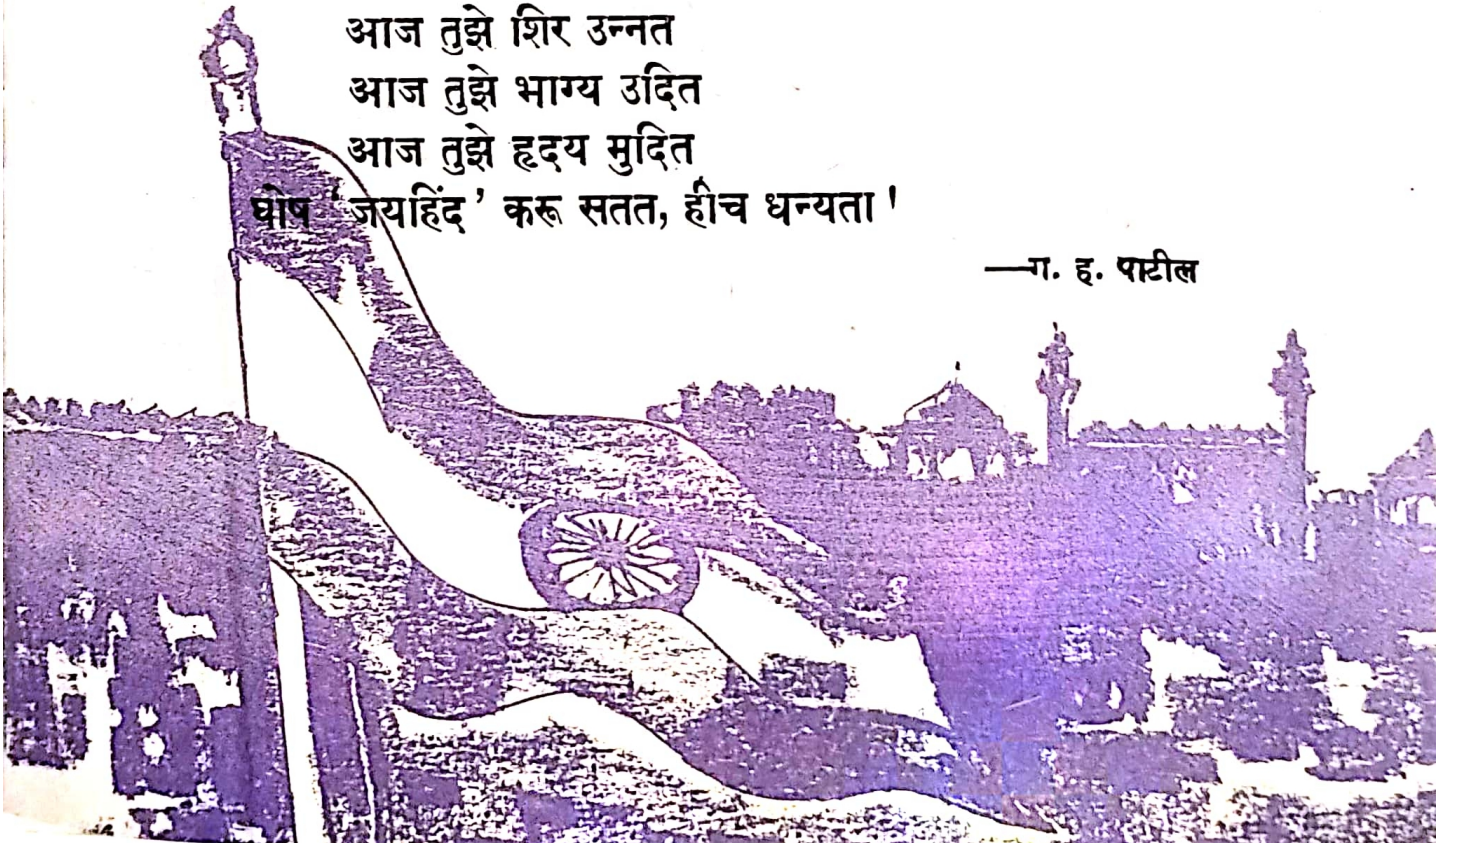 आज तुझे शिर उन्नत
आज तुझे भाग्य उदित
आज तुझे हृदय मुदित
घोष 'जयहिंद' करू सतत, हीच धन्यता !
—ग. ह. पाटील